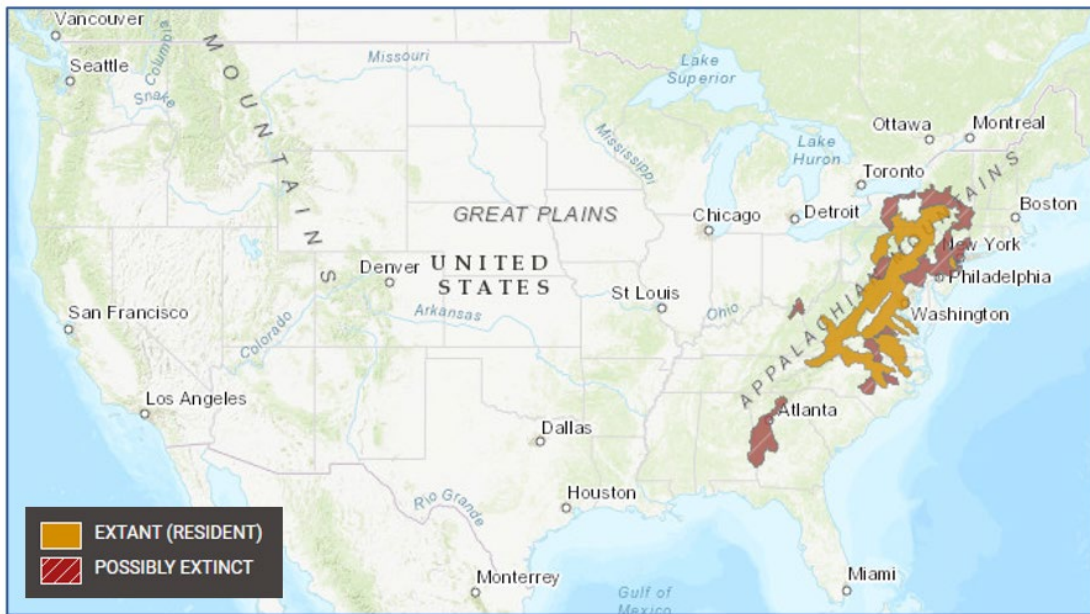 Vancouver
Seattle
Columbia
Snake
MOUNTAINS
Missouri
Lake
Superior
Mississippi
Ottawa
Montreal
Lake
Huron
Toronto
Boston
GREAT PLAINS
Chicago
Detroit
New York
Philadelphia
UNITED
STATES
Denver
St Louis
Ohio
Washington
San Francisco
Colorado
Arkansas
APPALACHIAN MOUNTAINS
Los Angeles
Atlanta
Dallas
Rio Grande
Houston
EXTANT (RESIDENT)
POSSIBLY EXTINCT
Monterrey
Gulf of
Mexico
Miami